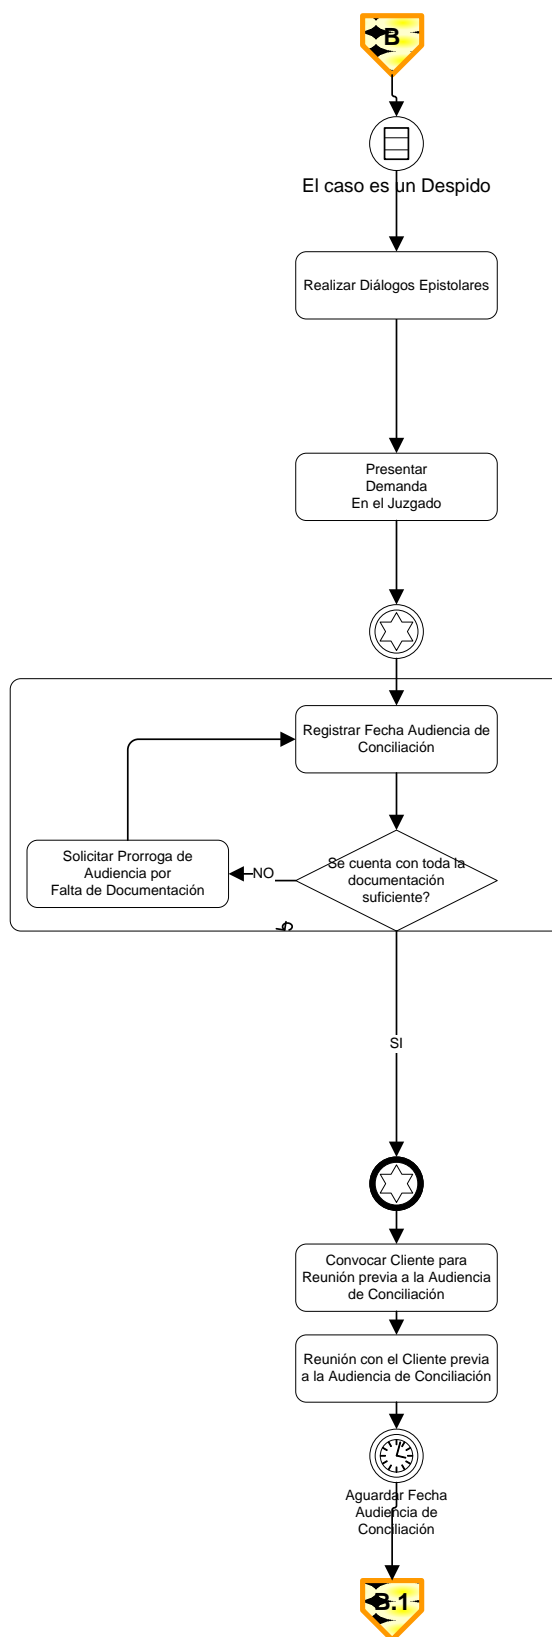 B
El caso es un Despido
Realizar Diálogos Epistolares
Presentar
Demanda
En el Juzgado
Registrar Fecha Audiencia de
Conciliación
Solicitar Prorroga de
Audiencia por
Falta de Documentación
NO
Se cuenta con toda la
documentación
suficiente?
SI
Convocar Cliente para
Reunión previa a la Audiencia
de Conciliación
Reunión con el Cliente previa
a la Audiencia de Conciliación
Aguardar Fecha
Audiencia de
Conciliación
B.1